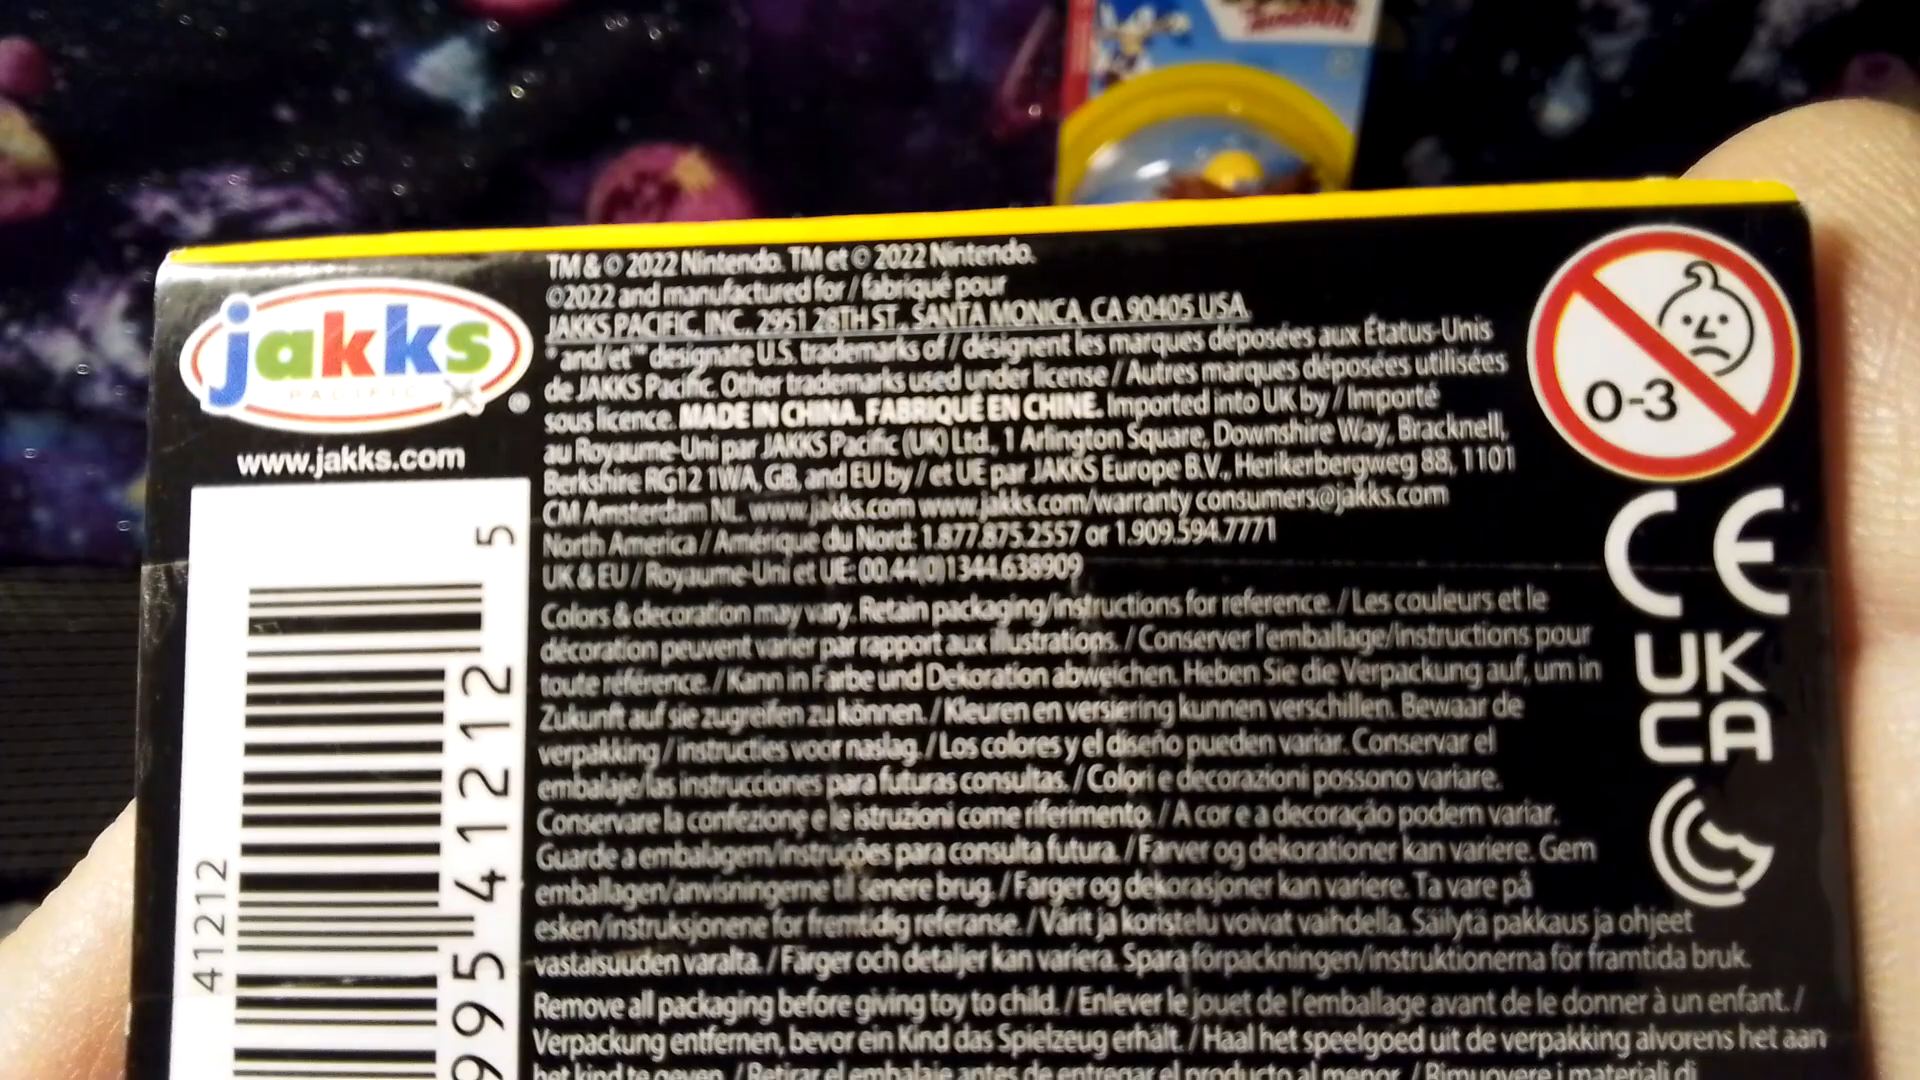 jakks
PACIFIC
®
www.jakks.com
5
41212
995
41212
TM & © 2022 Nintendo. TM et © 2022 Nintendo.
©2022 and manufactured for / fabriqué pour
JAKKS PACIFIC, INC., 2951 28TH ST., SANTA MONICA, CA 90405 USA.
® and/et ™ designate U.S. trademarks of / désignent les marques déposées aux États-Unis
de JAKKS Pacific. Other trademarks used under license / Autres marques déposées utilisées
sous licence. MADE IN CHINA. FABRIQUÉ EN CHINE. Imported into UK by / Importé
au Royaume-Uni par JAKKS Pacific (UK) Ltd., 1 Arlington Square, Downshire Way, Bracknell,
Berkshire RG12 1WA, GB, and EU by / et UE par JAKKS Europe B.V., Herikerbergweg 88, 1101
CM Amsterdam NL. www.jakks.com www.jakks.com/warranty consumers@jakks.com
North America / Amérique du Nord: 1.877.875.2557 or 1.909.594.7771
UK & EU / Royaume-Uni et UE: 00.44(0)1344.638909
Colors & decoration may vary. Retain packaging/instructions for reference. / Les couleurs et le
décoration peuvent varier par rapport aux illustrations. / Conserver l'emballage/instructions pour
toute référence. / Kann in Farbe und Dekoration abweichen. Heben Sie die Verpackung auf, um in
Zukunft auf sie zugreifen zu können. / Kleuren en versiering kunnen verschillen. Bewaar de
verpakking / instructies voor naslag. / Los colores y el diseño pueden variar. Conservar el
embalaje/las instrucciones para futuras consultas. / Colori e decorazioni possono variare.
Conservare la confezione e le istruzioni come riferimento. / A cor e a decoração podem variar.
Guarde a embalagem/instruções para consulta futura. / Farver og dekorationer kan variere. Gem
emballagen/anvisningerne til senere brug. / Farger og dekorasjoner kan variere. Ta vare på
esken/instruksjonene for fremtidig referanse. / Värit ja koristelu voivat vaihdella. Säilytä pakkaus ja ohjeet
vastaisuuden varalta. / Färger och detaljer kan variera. Spara förpackningen/instruktionerna för framtida bruk.
Remove all packaging before giving toy to child. / Enlever le jouet de l'emballage avant de le donner à un enfant. /
Verpackung entfernen, bevor ein Kind das Spielzeug erhält. / Haal het speelgoed uit de verpakking alvorens het aan
het kind te geven. / Retirar el embalaje antes de entregar el producto al menor. / Rimuovere i materiali di
0-3
CE
UK
CA